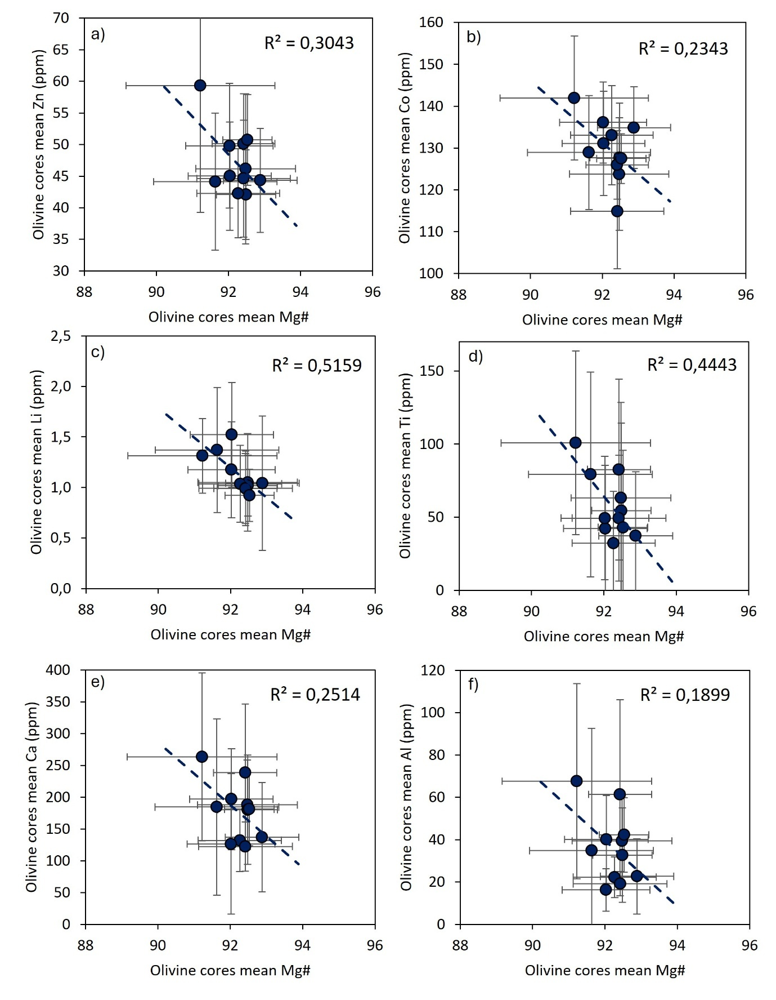 a)
R² = 0,3043
Olivine cores mean Zn (ppm)
70
65
60
55
50
45
40
35
30
88 90 92 94 96
Olivine cores mean Mg#
b)
R² = 0,2343
Olivine cores mean Co (ppm)
160
150
140
130
120
110
100
88 90 92 94 96
Olivine cores mean Mg#
c)
R² = 0,5159
Olivine cores mean Li (ppm)
2,5
2,0
1,5
1,0
0,5
0,0
88 90 92 94 96
Olivine cores mean Mg#
d)
R² = 0,4443
Olivine cores mean Ti (ppm)
150
100
50
0
88 90 92 94 96
Olivine cores mean Mg#
e)
R² = 0,2514
Olivine cores mean Ca (ppm)
400
350
300
250
200
150
100
50
0
88 90 92 94 96
Olivine cores mean Mg#
f)
R² = 0,1899
Olivine cores mean Al (ppm)
120
100
80
60
40
20
0
88 90 92 94 96
Olivine cores mean Mg#